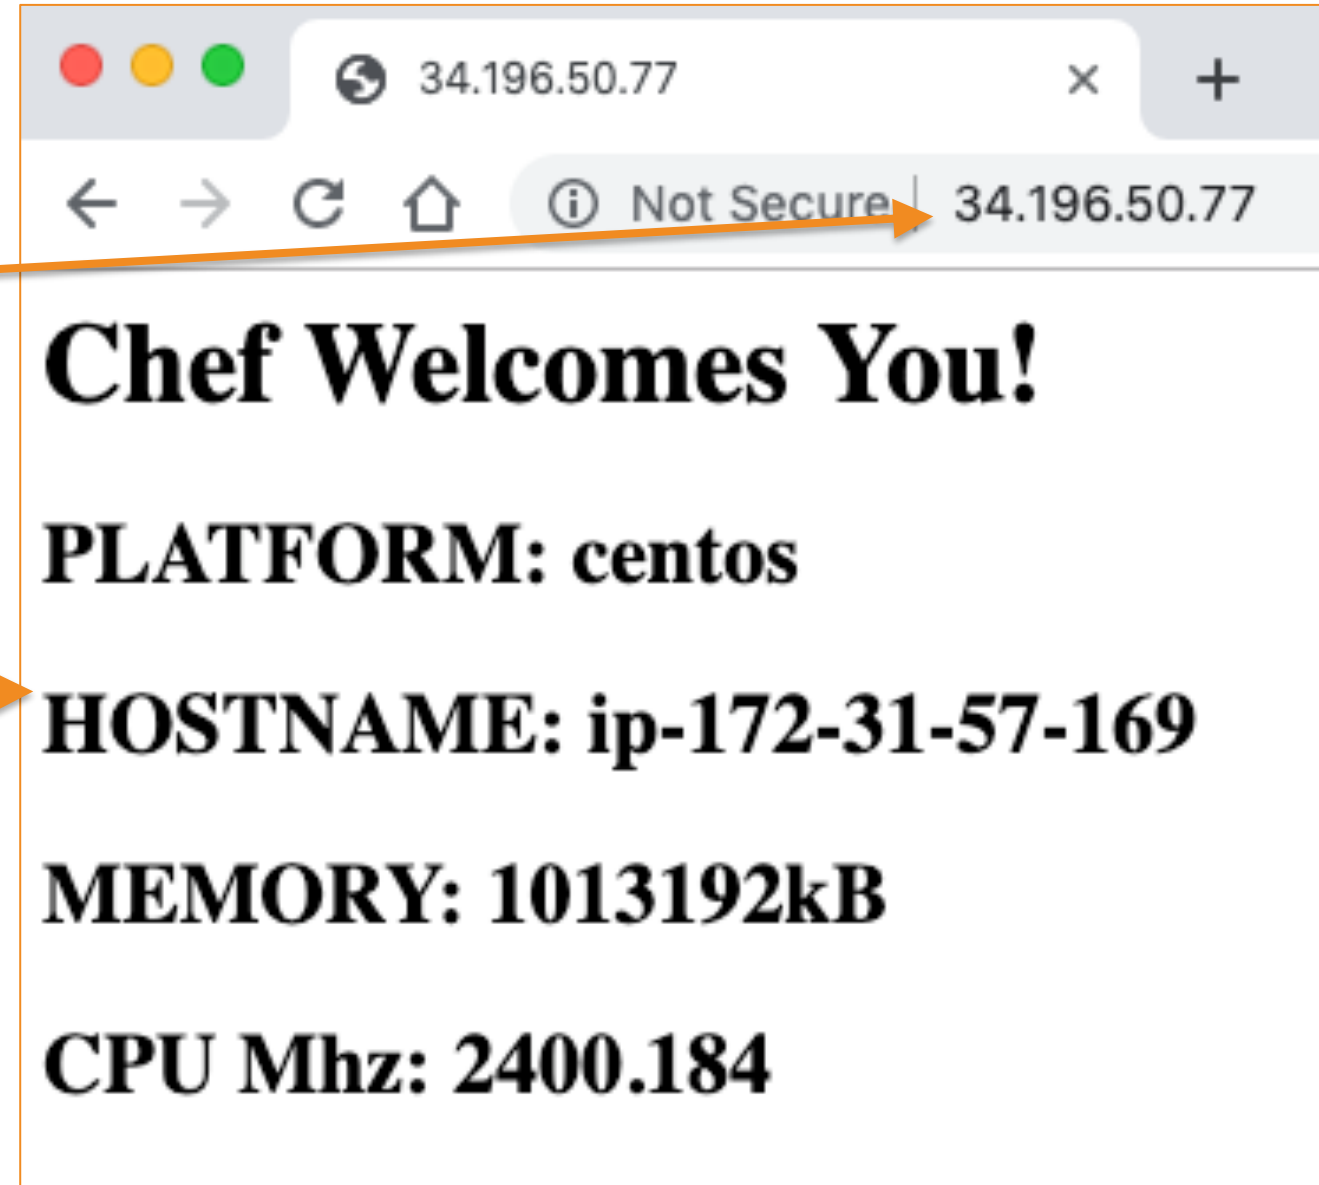 34.196.50.77
Not Secure 34.196.50.77
Chef Welcomes You!
PLATFORM: centos
HOSTNAME: ip-172-31-57-169
MEMORY: 1013192kB
CPU Mhz: 2400.184